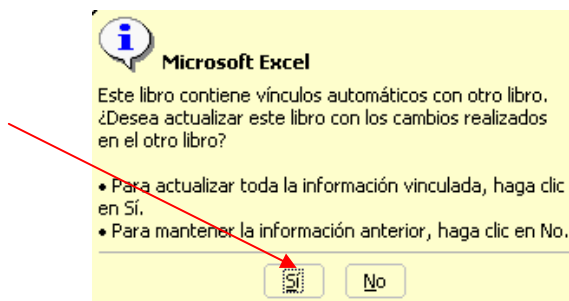 Microsoft Excel
Este libro contiene vínculos automáticos con otro libro.
¿Desea actualizar este libro con los cambios realizados
en el otro libro?
• Para actualizar toda la información vinculada, haga clic
en Sí.
• Para mantener la información anterior, haga clic en No.
Sí No